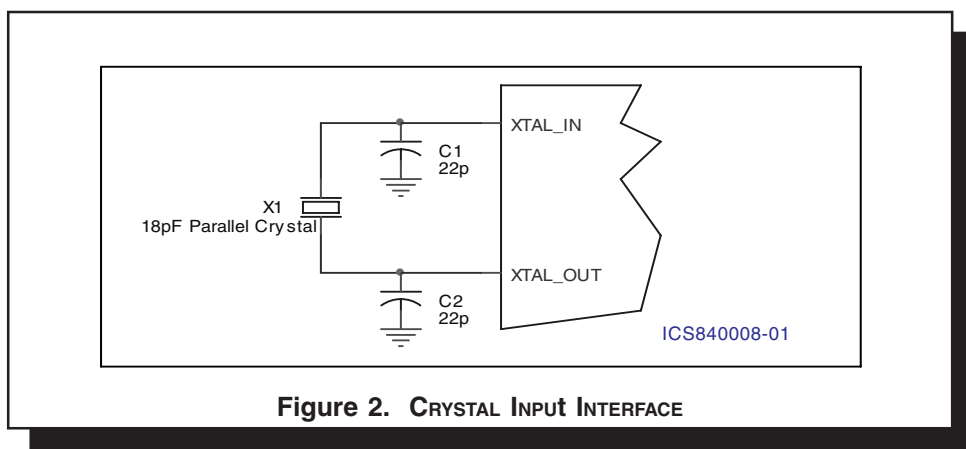 XTAL_IN
C1
22p
X1
18pF Parallel Crystal
XTAL_OUT
C2
22p
ICS840008-01
Figure 2. CRYSTAL INPUt INTERFACE